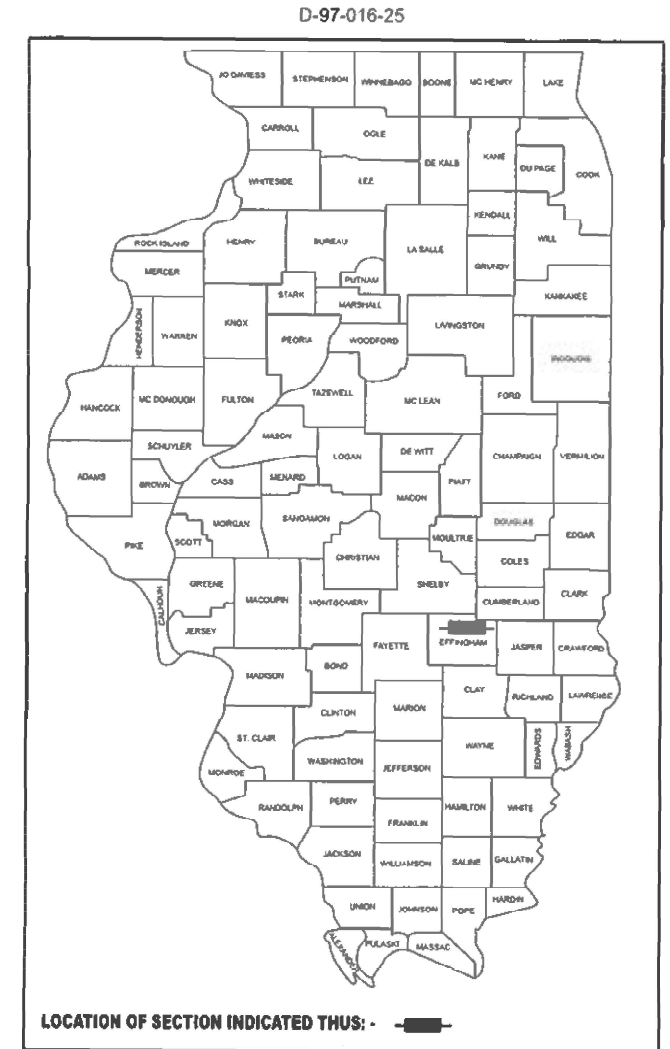 D-97-016-25
JO DAVIESS STEPHENSON WINNEBAGO BOONE MC HENRY LAKE
CARROLL OGLE DE KALB KANE DU PAGE COOK
WHITESIDE LEE
KENDALL
ROCK ISLAND HENRY BUREAU LA SALLE WILL
MERCER PUTNAM GRUNDY
STARK MARSHALL KANKAKEE
HENDERSON WARREN KNOX PEORIA WOODFORD LIVINGSTON
IROQUOIS
HANCOCK MC DONOUGH FULTON TAZEWELL MC LEAN FORD
MASON
SCHUYLER LOGAN DE WITT CHAMPAIGN VERMILION
ADAMS BROWN CASS MENARD PIATT
MACON
PIKE SCOTT MORGAN SANGAMON DOUGLAS EDGAR
MOULTRIE
CHRISTIAN COLES
CALHOUN GREENE MACOUPIN MONTGOMERY SHELBY CUMBERLAND CLARK
JERSEY FAYETTE EFFINGHAM JASPER CRAWFORD
BOND
MADISON CLAY RICHLAND LAWRENCE
CLINTON MARION
ST. CLAIR WAYNE EDWARDS WABASH
MONROE WASHINGTON JEFFERSON
RANDOLPH PERRY HAMILTON WHITE
FRANKLIN
JACKSON WILLIAMSON SALINE GALLATIN
UNION JOHNSON POPE HARDIN
ALEXANDER PULASKI MASSAC
LOCATION OF SECTION INDICATED THUS: -